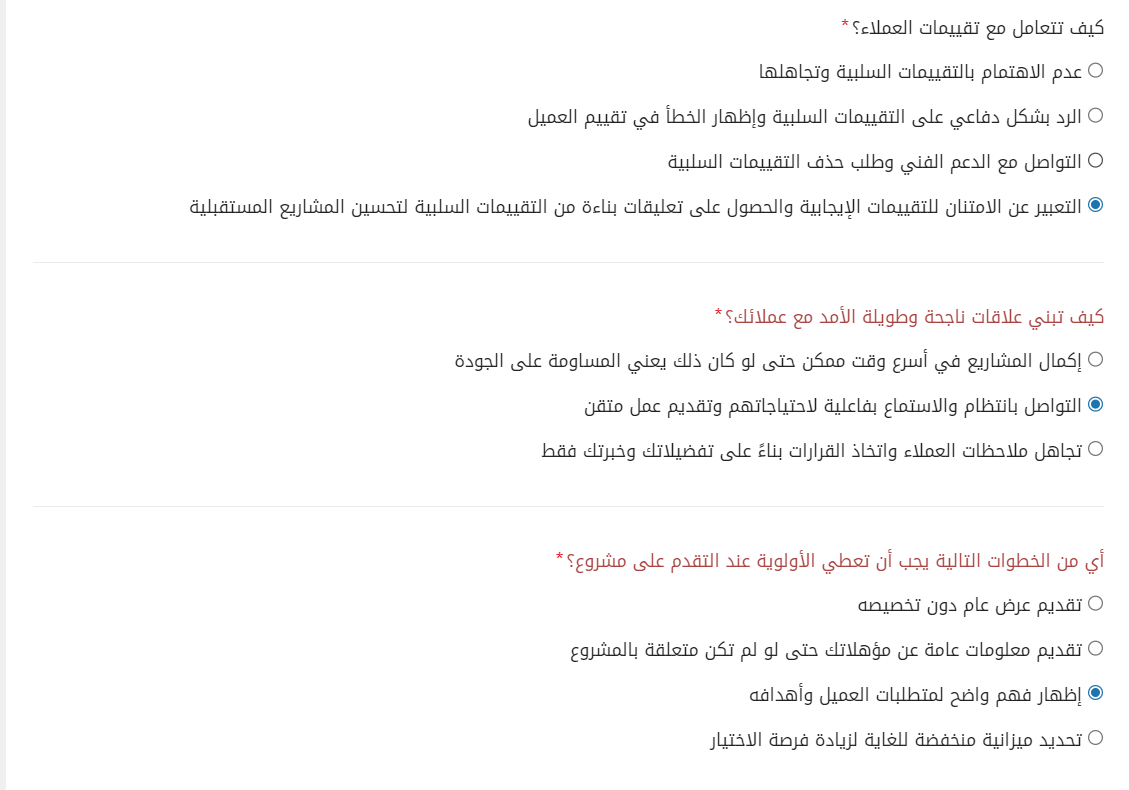 كيف تتعامل مع تقييمات العملاء؟ *
عدم الاهتمام بالتقييمات السلبية وتجاهلها
الرد بشكل دفاعي على التقييمات السلبية وإظهار الخطأ في تقييم العميل
التواصل مع الدعم الفني وطلب حذف التقييمات السلبية
التعبير عن الامتنان للتقييمات الإيجابية والحصول على تعليقات بناءة من التقييمات السلبية لتحسين المشاريع المستقبلية
كيف تبني علاقات ناجحة وطويلة الأمد مع عملائك؟ *
إكمال المشاريع في أسرع وقت ممكن حتى لو كان ذلك يعني المساومة على الجودة
التواصل بانتظام والاستماع بفاعلية لاحتياجاتهم وتقديم عمل متقن
تجاهل ملاحظات العملاء واتخاذ القرارات بناءً على تفضيلاتك وخبرتك فقط
أي من الخطوات التالية يجب أن تعطي الأولوية عند التقدم على مشروع؟ *
تقديم عرض عام دون تخصيصه
تقديم معلومات عامة عن مؤهلاتك حتى لو لم تكن متعلقة بالمشروع
إظهار فهم واضح لمتطلبات العميل وأهدافه
تحديد ميزانية منخفضة للغاية لزيادة فرصة الاختيار